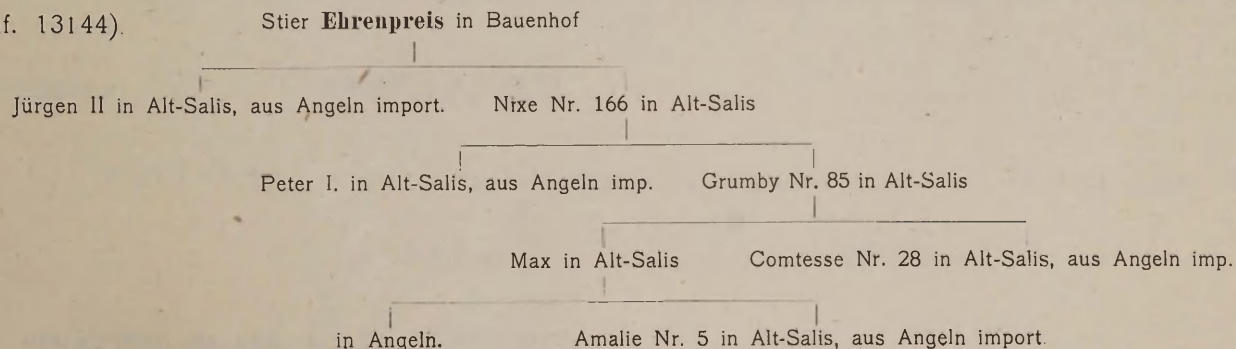 f. 13144).
Stier Ehrenpreis in Bauenhof
Jürgen II in Alt-Salis, aus Angeln import. Nixe Nr. 166 in Alt-Salis
Peter I. in Alt-Salis, aus Angeln imp. Grumby Nr. 85 in Alt-Salis
Max in Alt-Salis Comtesse Nr. 28 in Alt-Salis, aus Angeln imp.
in Angeln. Amalie Nr. 5 in Alt-Salis, aus Angeln import.